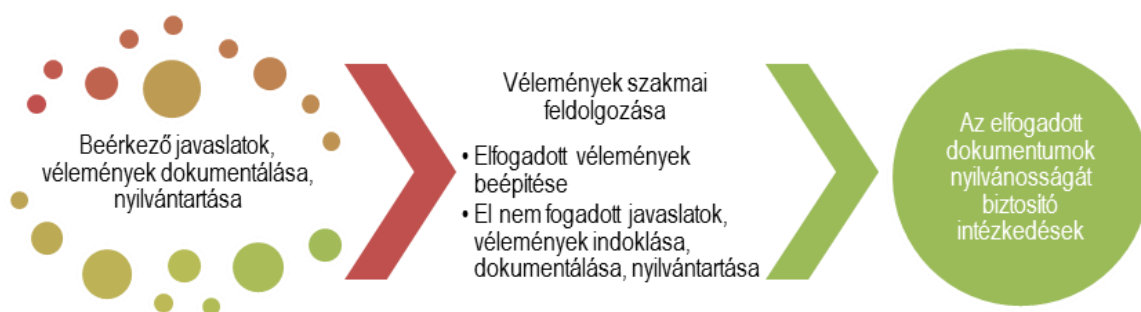 Beérkező javaslatok,
vélemények dokumentálása,
nyilvántartása
Vélemények szakmai
feldolgozása
• Elfogadott vélemények
beépítése
• El nem fogadott javaslatok,
vélemények indoklása,
dokumentálása, nyilvántartása
Az elfogadott
dokumentumok
nyilvánosságát
biztosító
intézkedések